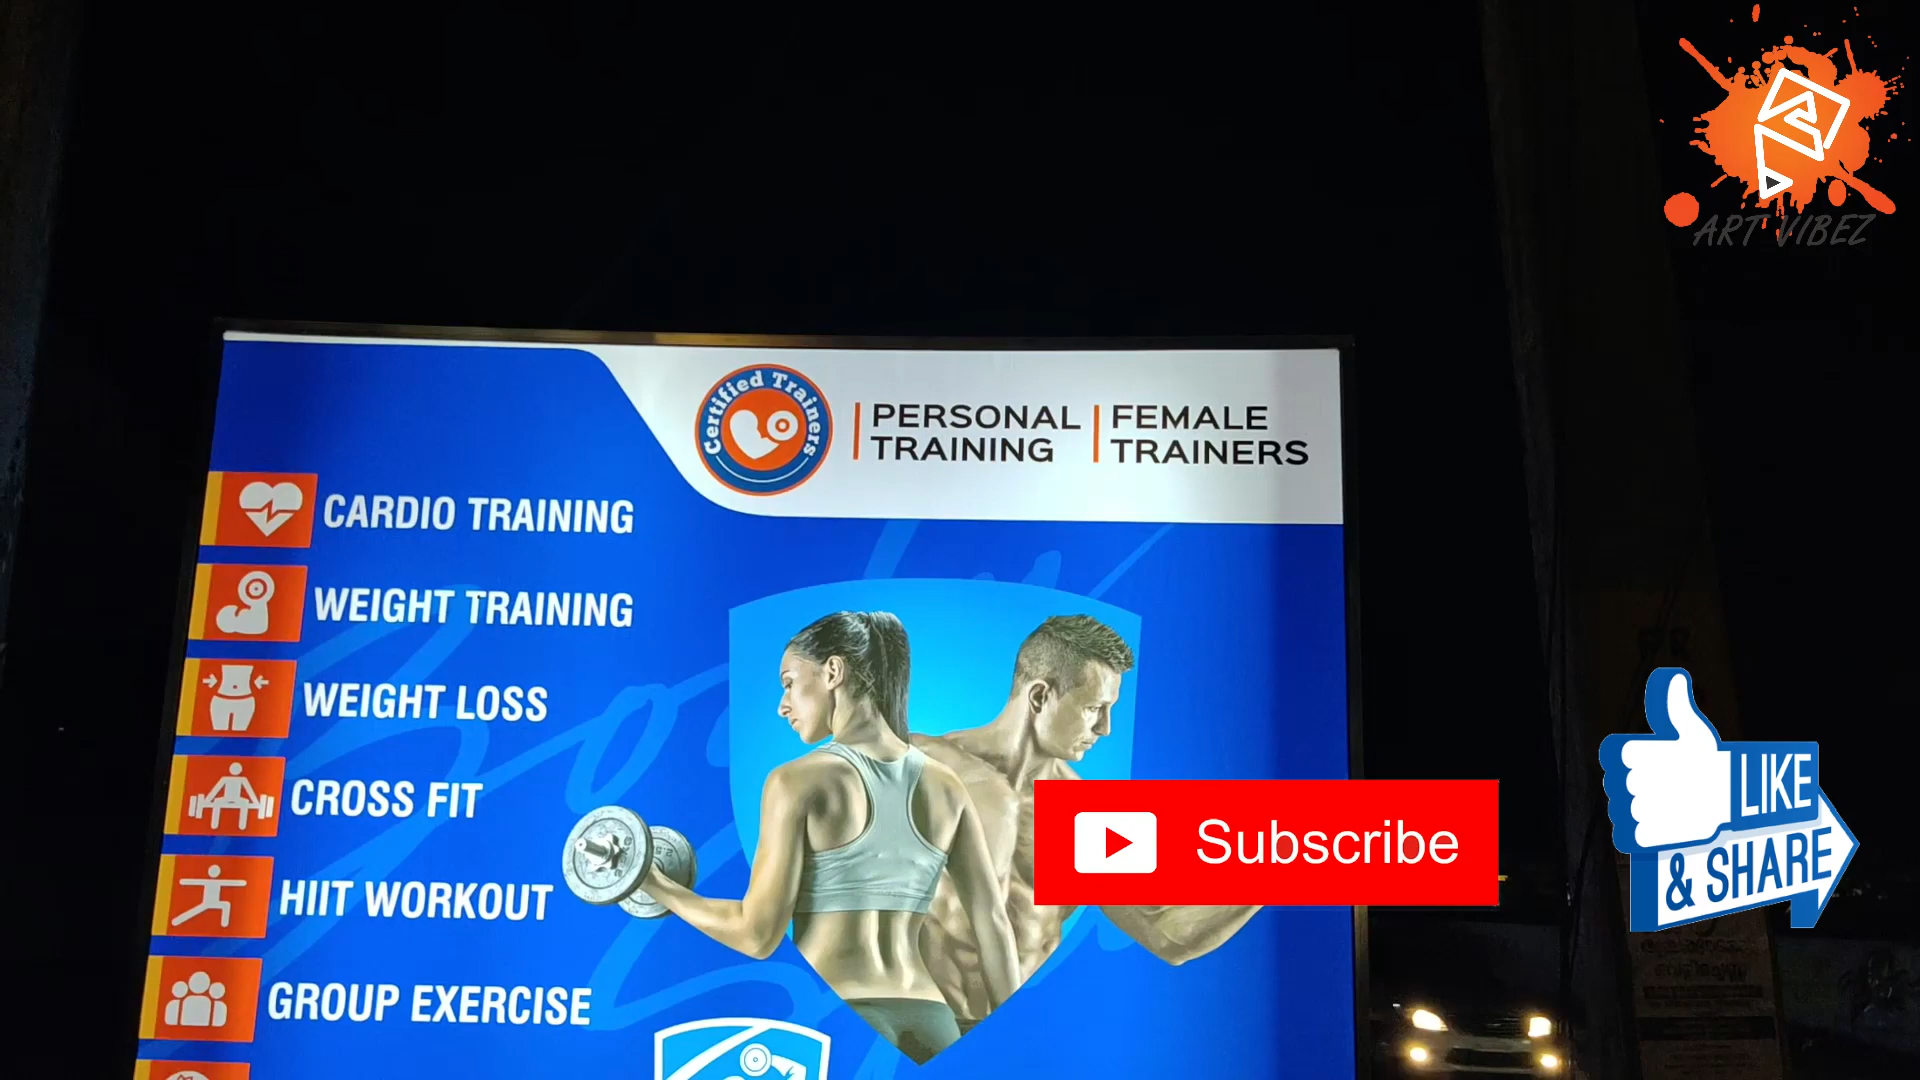 ART VIBEZ
Certified Trainers
PERSONAL
TRAINING
FEMALE
TRAINERS
CARDIO TRAINING
WEIGHT TRAINING
WEIGHT LOSS
CROSS FIT
HIIT WORKOUT
GROUP EXERCISE
Subscribe
LIKE
& SHARE